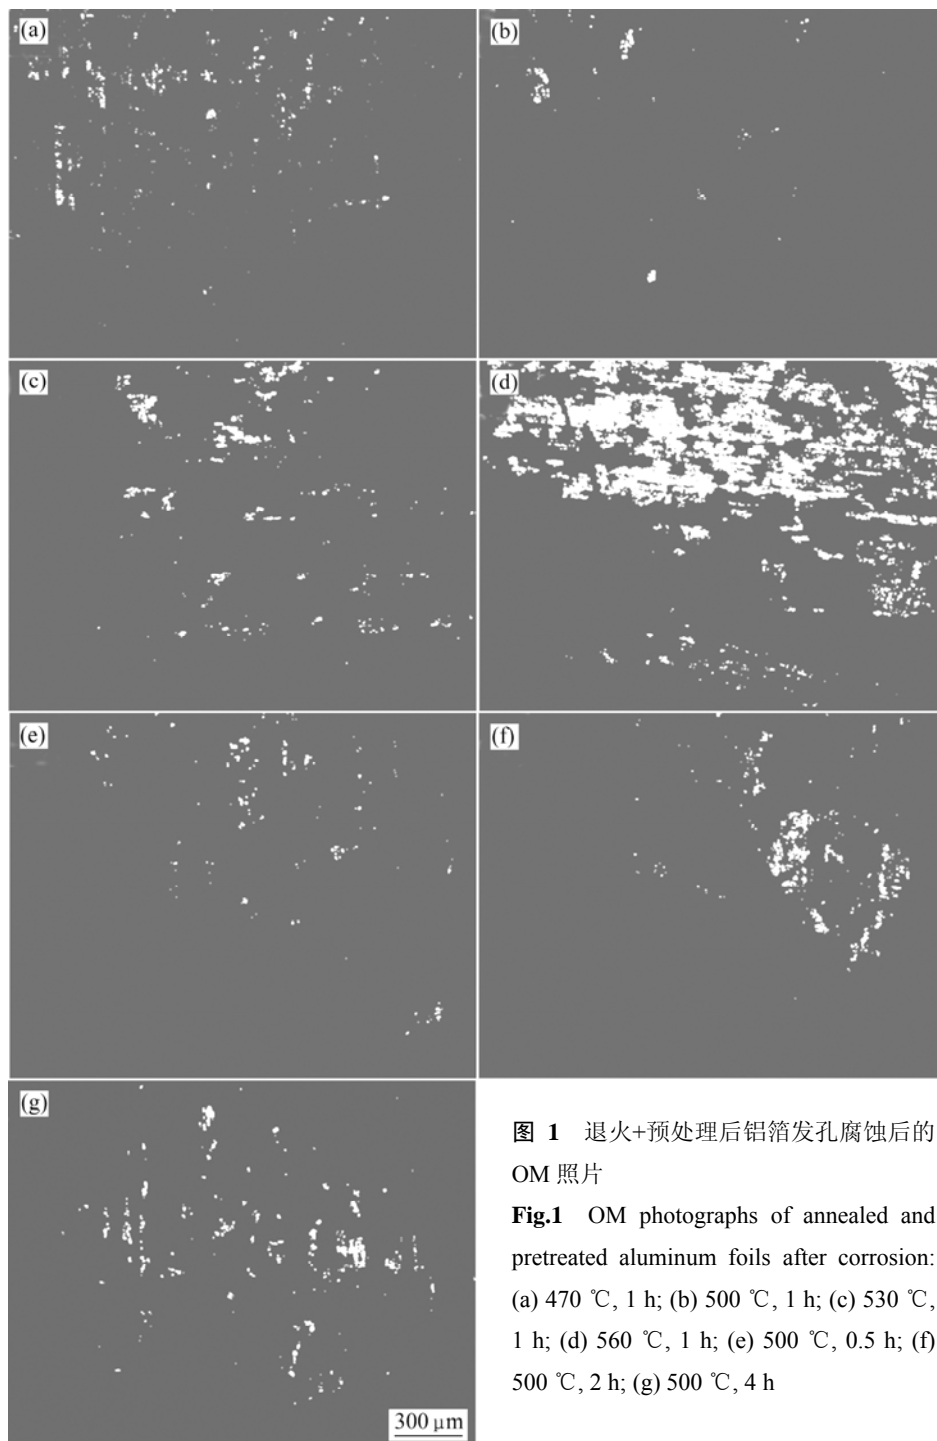 (a)
(b)
(c)
(d)
(e)
(f)
(g)
300 μm
图 1 退火+预处理后铝箔发孔腐蚀后的
OM 照片
Fig.1 OM photographs of annealed and
pretreated aluminum foils after corrosion:
(a) 470 ℃, 1 h; (b) 500 ℃, 1 h; (c) 530 ℃,
1 h; (d) 560 ℃, 1 h; (e) 500 ℃, 0.5 h; (f)
500 ℃, 2 h; (g) 500 ℃, 4 h